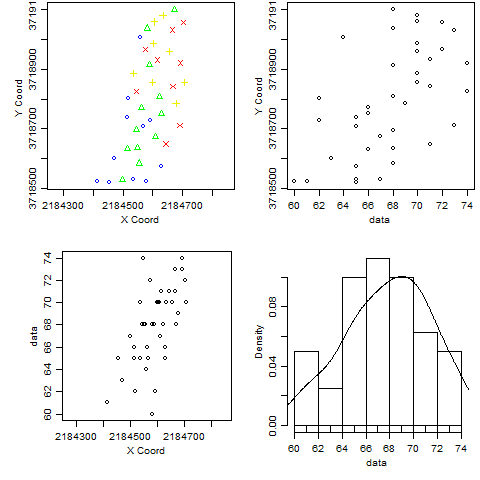 Y Coord
3718500 3718700 3718900 37191
2184300 2184500 2184700
X Coord
Y Coord
3718500 3718700 3718900 37191
60 62 64 66 68 70 72 74
data
data
60 62 64 66 68 70 72 74
2184300 2184500 2184700
X Coord
Density
0.00 0.04 0.08
60 62 64 66 68 70 72 74
data